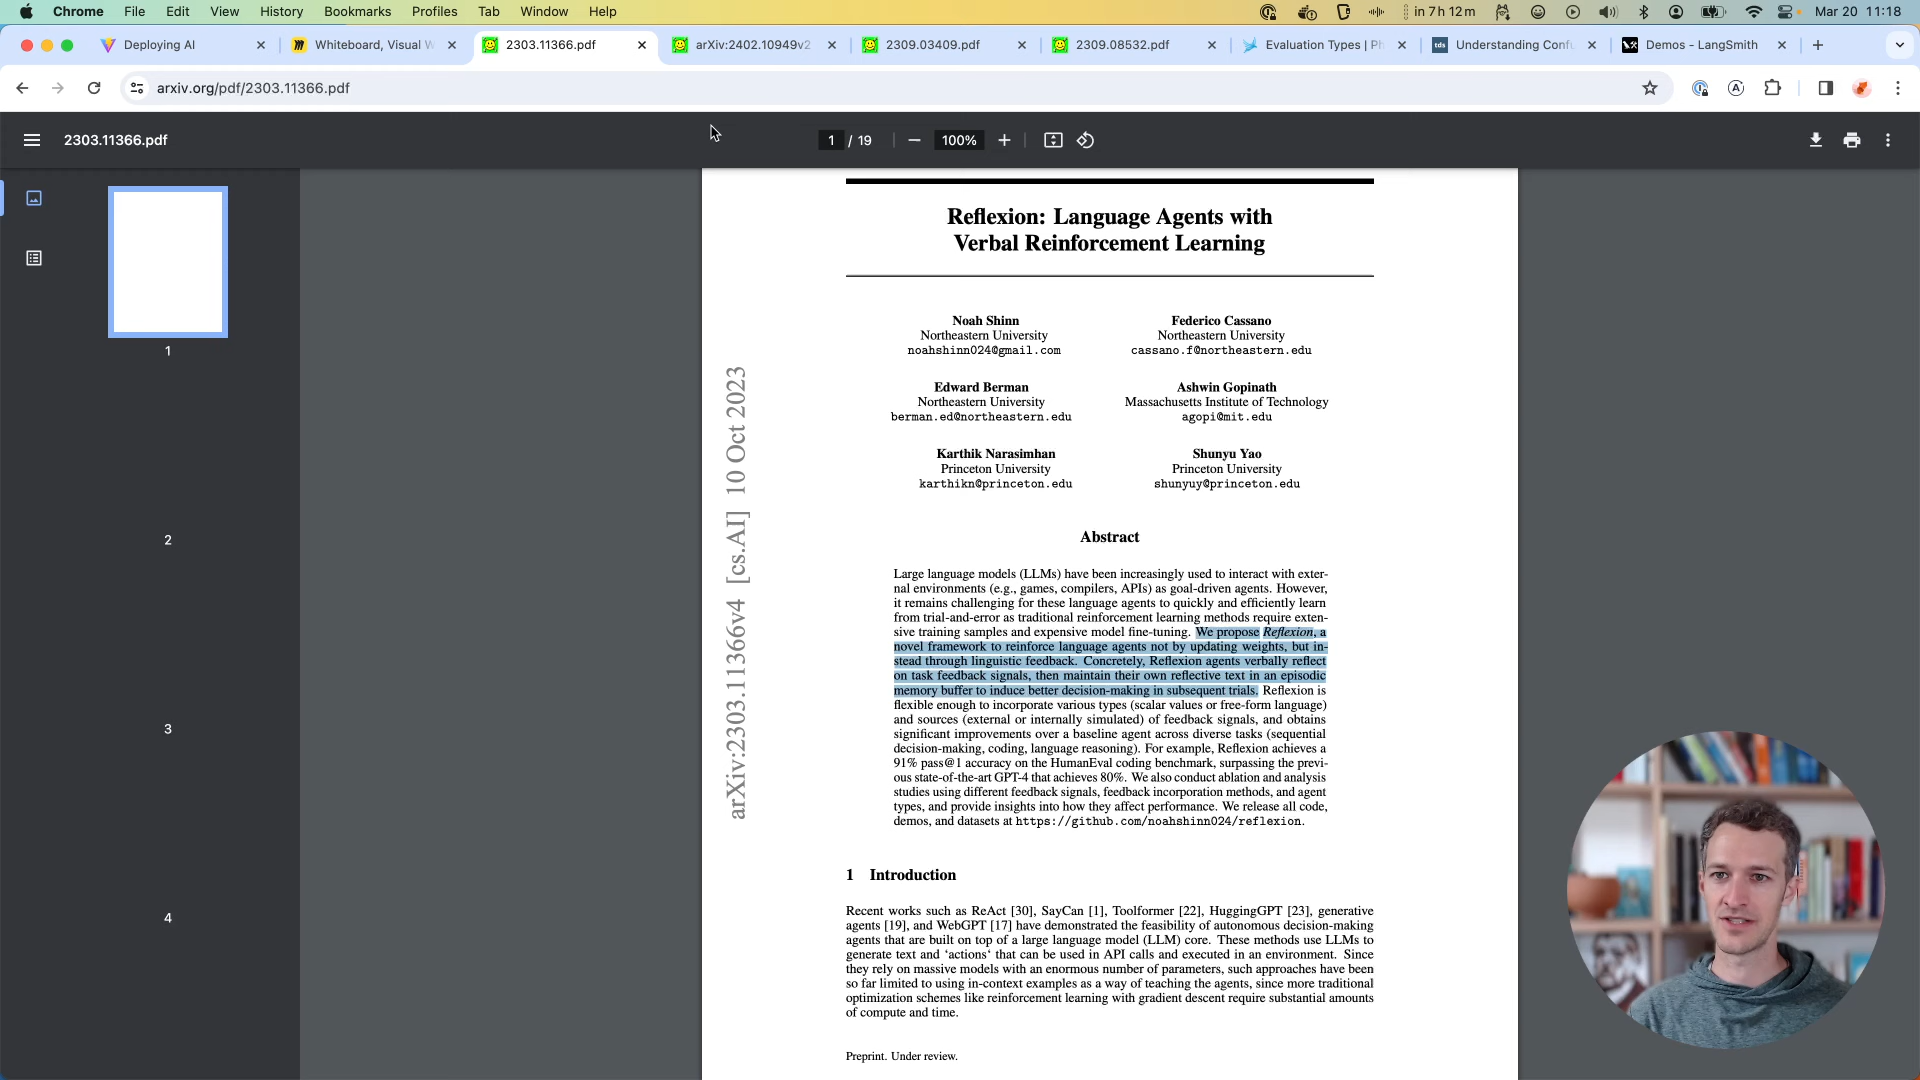 Chrome File Edit View History Bookmarks Profiles Tab Window Help in 7h 12m Mar 20 11:18
Deploying AI Whiteboard, Visual W 2303.11366.pdf arXiv:2402.10949v2 2309.03409.pdf 2309.08532.pdf Evaluation Types | Ph tds Understanding Confu Demos - LangSmith
arxiv.org/pdf/2303.11366.pdf
2303.11366.pdf 1 / 19 100%
1
2
3
4
arXiv:2303.11366v4 [cs.AI] 10 Oct 2023
Reflexion: Language Agents with
Verbal Reinforcement Learning
Noah Shinn Federico Cassano
Northeastern University Northeastern University
noahshinn024@gmail.com cassano.f@northeastern.edu
Edward Berman Ashwin Gopinath
Northeastern University Massachusetts Institute of Technology
berman.ed@northeastern.edu agopi@mit.edu
Karthik Narasimhan Shunyu Yao
Princeton University Princeton University
karthikn@princeton.edu shunyuy@princeton.edu
Abstract
Large language models (LLMs) have been increasingly used to interact with exter-
nal environments (e.g., games, compilers, APIs) as goal-driven agents. However,
it remains challenging for these language agents to quickly and efficiently learn
from trial-and-error as traditional reinforcement learning methods require exten-
sive training samples and expensive model fine-tuning. We propose Reflexion, a
novel framework to reinforce language agents not by updating weights, but in-
stead through linguistic feedback. Concretely, Reflexion agents verbally reflect
on task feedback signals, then maintain their own reflective text in an episodic
memory buffer to induce better decision-making in subsequent trials. Reflexion is
flexible enough to incorporate various types (scalar values or free-form language)
and sources (external or internally simulated) of feedback signals, and obtains
significant improvements over a baseline agent across diverse tasks (sequential
decision-making, coding, language reasoning). For example, Reflexion achieves a
91% pass@1 accuracy on the HumanEval coding benchmark, surpassing the previ-
ous state-of-the-art GPT-4 that achieves 80%. We also conduct ablation and analysis
studies using different feedback signals, feedback incorporation methods, and agent
types, and provide insights into how they affect performance. We release all code,
demos, and datasets at https://github.com/noahshinn024/reflexion.
1 Introduction
Recent works such as ReAct [30], SayCan [1], Toolformer [22], HuggingGPT [23], generative
agents [19], and WebGPT [17] have demonstrated the feasibility of autonomous decision-making
agents that are built on top of a large language model (LLM) core. These methods use LLMs to
generate text and ‘actions‘ that can be used in API calls and executed in an environment. Since
they rely on massive models with an enormous number of parameters, such approaches have been
so far limited to using in-context examples as a way of teaching the agents, since more traditional
optimization schemes like reinforcement learning with gradient descent require substantial amounts
of compute and time.
Preprint. Under review.